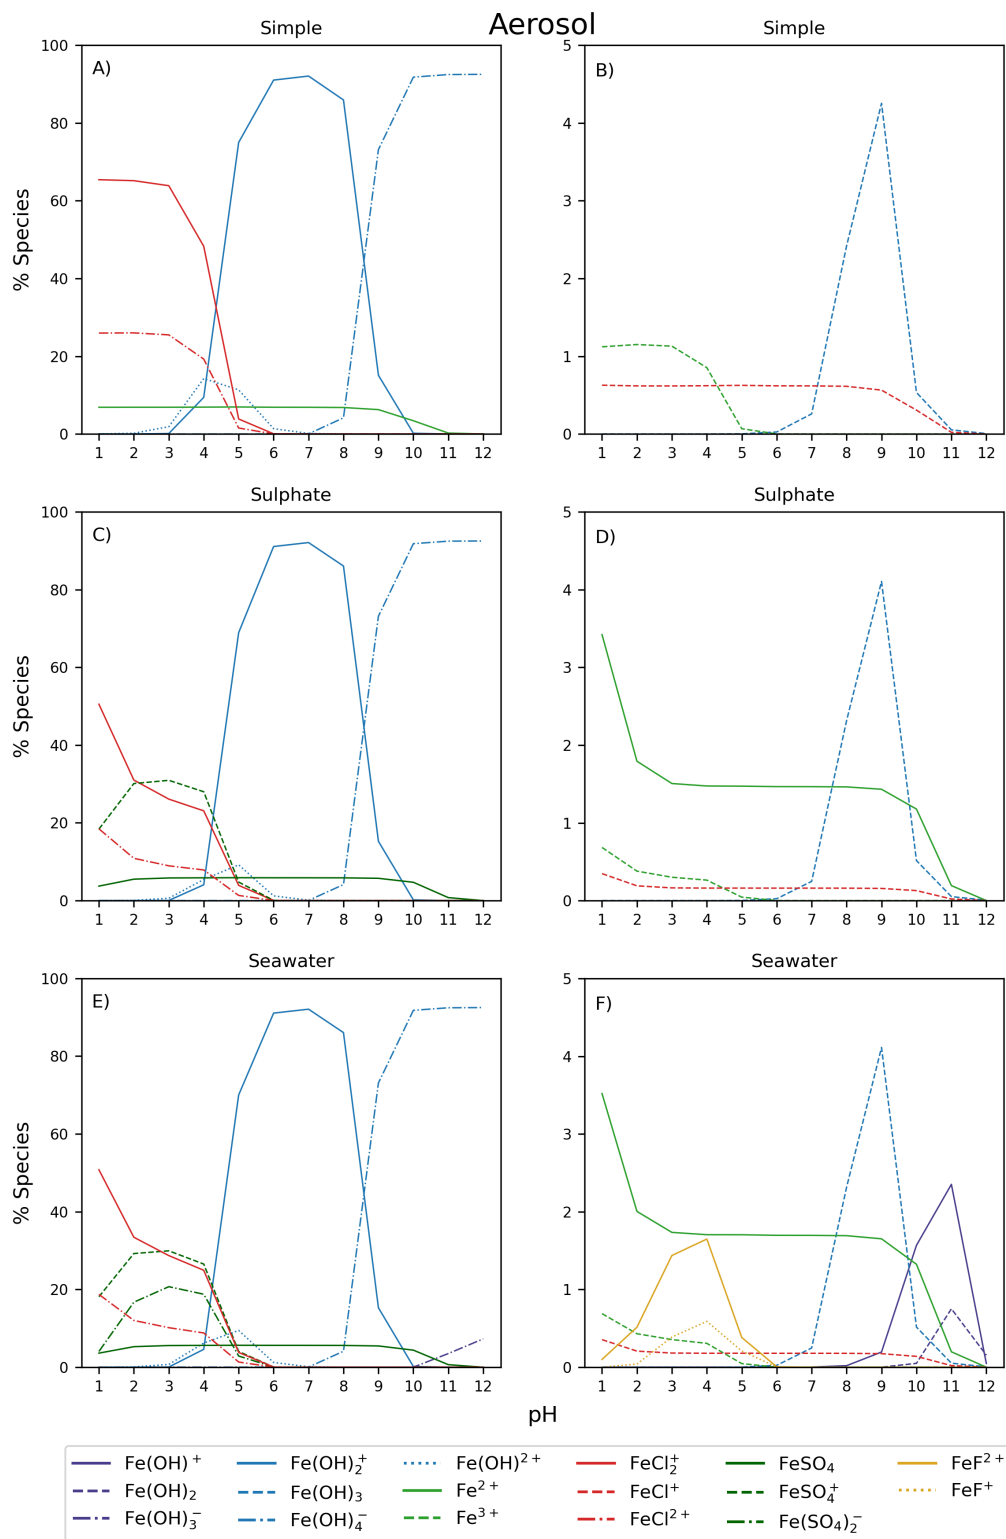 Aerosol
Simple
Simple
A)
B)
100
80
60
40
20
0
5
4
3
2
1
0
% Species
1 2 3 4 5 6 7 8 9 10 11 12
1 2 3 4 5 6 7 8 9 10 11 12
Sulphate
Sulphate
C)
D)
100
80
60
40
20
0
5
4
3
2
1
0
% Species
1 2 3 4 5 6 7 8 9 10 11 12
1 2 3 4 5 6 7 8 9 10 11 12
Seawater
Seawater
E)
F)
100
80
60
40
20
0
5
4
3
2
1
0
% Species
1 2 3 4 5 6 7 8 9 10 11 12
1 2 3 4 5 6 7 8 9 10 11 12
pH
Fe(OH)⁺ Fe(OH)₂⁺ Fe(OH)²⁺ FeCl₂⁺ FeSO₄ FeF²⁺
Fe(OH)₂ Fe(OH)₃ Fe²⁺ FeCl⁺ FeSO₄⁺ FeF⁺
Fe(OH)₃⁻ Fe(OH)₄⁻ Fe³⁺ FeCl²⁺ Fe(SO₄)₂⁻